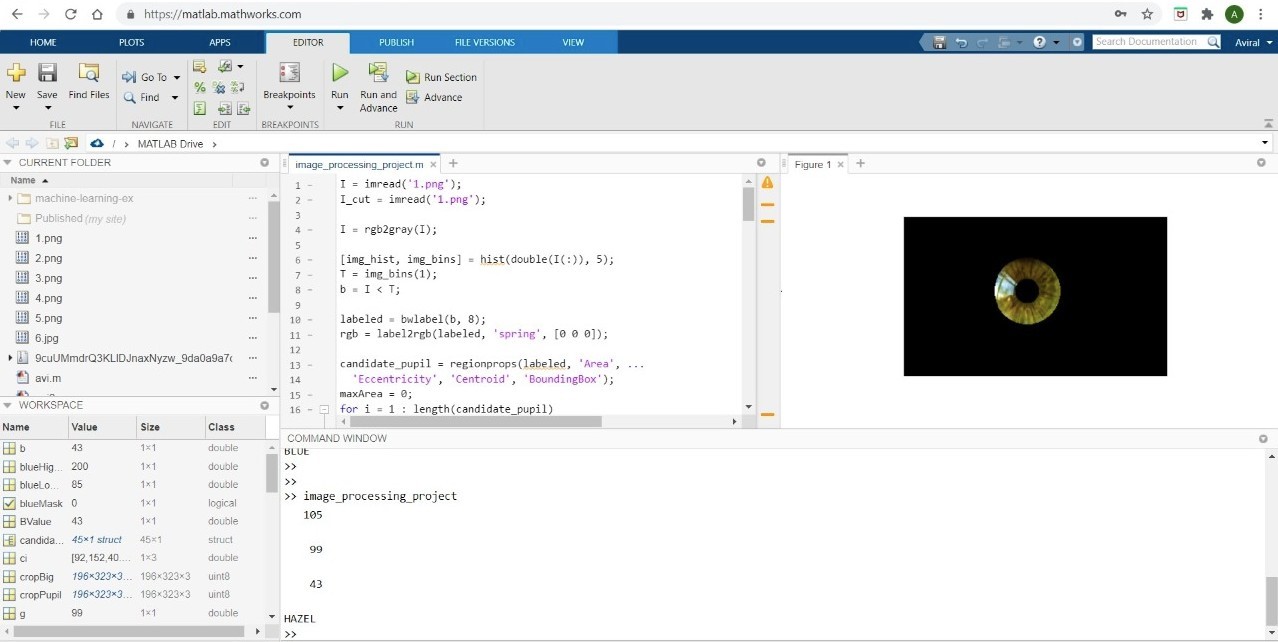 https://matlab.mathworks.com
A
HOME PLOTS APPS EDITOR PUBLISH FILE VERSIONS VIEW
Search Documentation
Aviral
New Save Find Files
Go To
Find
Breakpoints
Run Run and Advance
Run Section
Advance
FILE NAVIGATE EDIT BREAKPOINTS RUN
/ > MATLAB Drive >
CURRENT FOLDER
Name
machine-learning-ex ...
Published (my site) ...
1.png ...
2.png ...
3.png ...
4.png ...
5.png ...
6.jpg ...
9cuUMmdrQ3KLIDJnaxNyzw_9da0a9a7c ...
avi.m ...
WORKSPACE
Name Value Size Class
b 43 1×1 double
blueHig... 200 1×1 double
blueLo... 85 1×1 double
blueMask 0 1×1 logical
BValue 43 1×1 double
candida... 45×1 struct 45×1 struct
ci [92,152,40.... 1×3 double
cropBig 196×323×3... 196×323×3 uint8
cropPupil 196×323×3... 196×323×3 uint8
g 99 1×1 double
image_processing_project.m
1 – I = imread('1.png');
2 – I_cut = imread('1.png');
3
4 – I = rgb2gray(I);
5
6 – [img_hist, img_bins] = hist(double(I(:)), 5);
7 – T = img_bins(1);
8 – b = I < T;
9
10 – labeled = bwlabel(b, 8);
11 – rgb = label2rgb(labeled, 'spring', [0 0 0]);
12
13 – candidate_pupil = regionprops(labeled, 'Area', ...
14 'Eccentricity', 'Centroid', 'BoundingBox');
15 – maxArea = 0;
16 – for i = 1 : length(candidate_pupil)
Figure 1
COMMAND WINDOW
BLUE
>>
>>
>> image_processing_project
105
99
43
HAZEL
>>